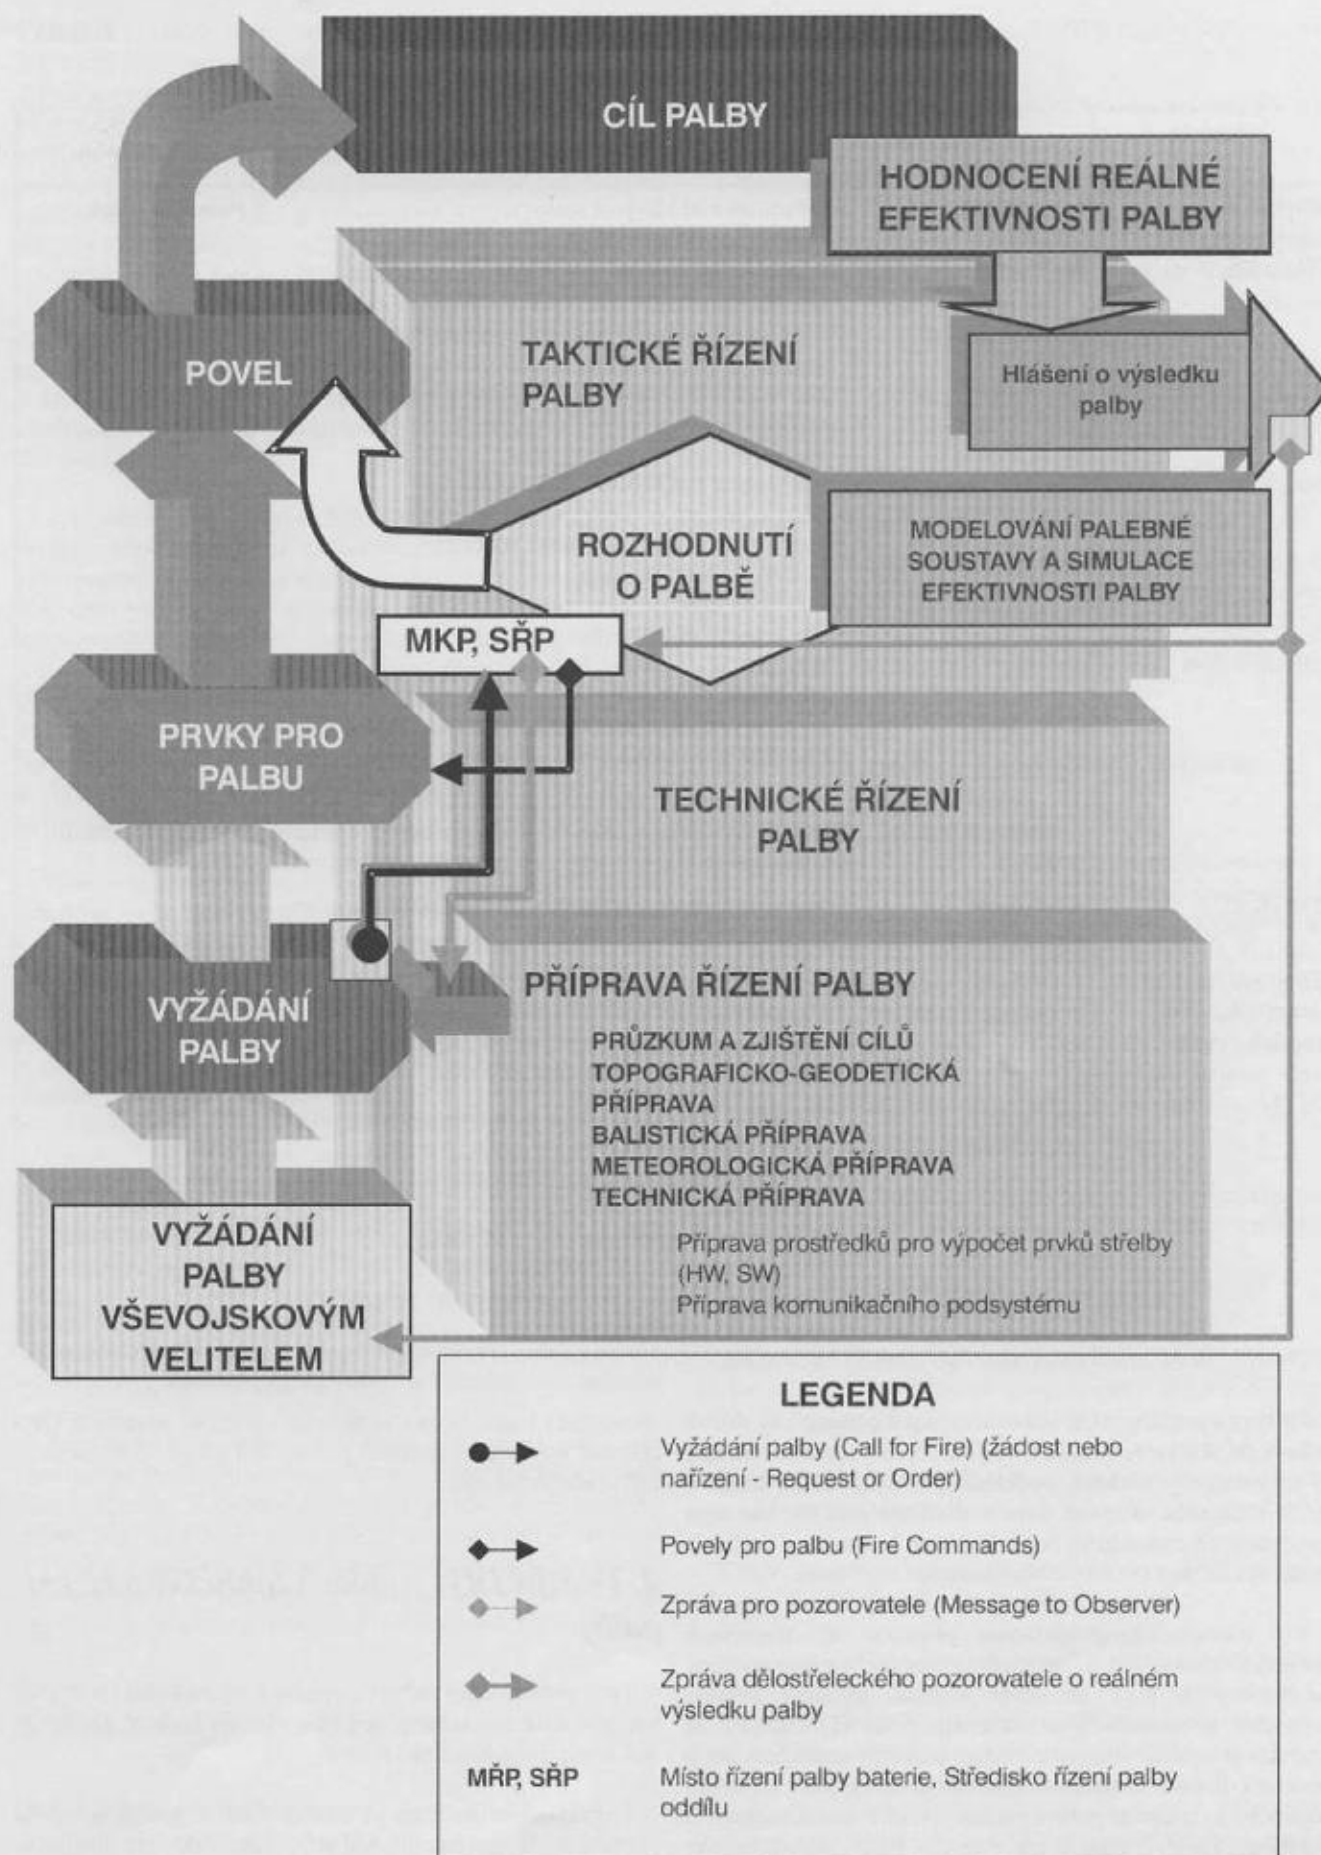 CÍL PALBY
HODNOCENÍ REÁLNÉ
EFEKTIVNOSTI PALBY
POVEL
TAKTICKÉ ŘÍZENÍ
PALBY
Hlášení o výsledku
palby
ROZHODNUTÍ
O PALBĚ
MODELOVÁNÍ PALEBNÉ
SOUSTAVY A SIMULACE
EFEKTIVNOSTI PALBY
MKP, SŘP
PRVKY PRO
PALBU
TECHNICKÉ ŘÍZENÍ
PALBY
VYŽÁDÁNÍ
PALBY
PŘÍPRAVA ŘÍZENÍ PALBY
PRŮZKUM A ZJIŠTĚNÍ CÍLŮ
TOPOGRAFICKO-GEODETICKÁ
PŘÍPRAVA
BALISTICKÁ PŘÍPRAVA
METEOROLOGICKÁ PŘÍPRAVA
TECHNICKÁ PŘÍPRAVA
Příprava prostředků pro výpočet prvků střelby
(HW, SW)
Příprava komunikačního podsystému
VYŽÁDÁNÍ
PALBY
VŠEVOJSKOVÝM
VELITELEM
LEGENDA
Vyžádání palby (Call for Fire) (žádost nebo
nařízení - Request or Order)
Povely pro palbu (Fire Commands)
Zpráva pro pozorovatele (Message to Observer)
Zpráva dělostřeleckého pozorovatele o reálném
výsledku palby
MŘP, SŘP Místo řízení palby baterie, Středisko řízení palby
oddílu